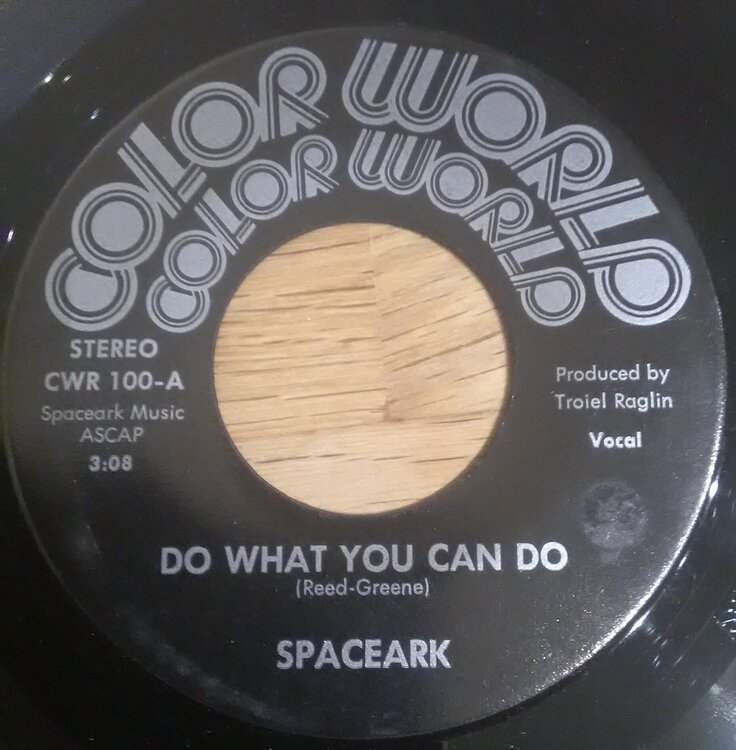 COLOR WORLD
COLOR WORLD
STEREO
CWR 100-A
Spaceark Music
ASCAP
3:08
Produced by
Troiel Raglin
Vocal
DO WHAT YOU CAN DO
(Reed-Greene)
SPACEARK